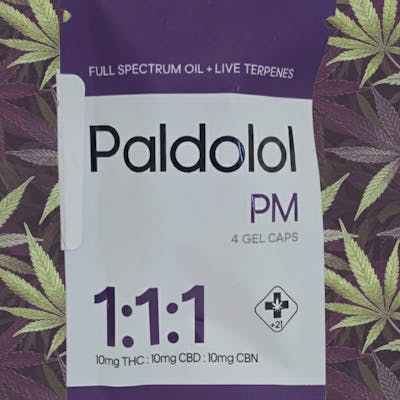 FULL SPECTRUM OIL + LIVE TERPENES
Paldolol
PM
4 GEL CAPS
1:1:1
+21
10mg THC : 10mg CBD : 10mg CBN